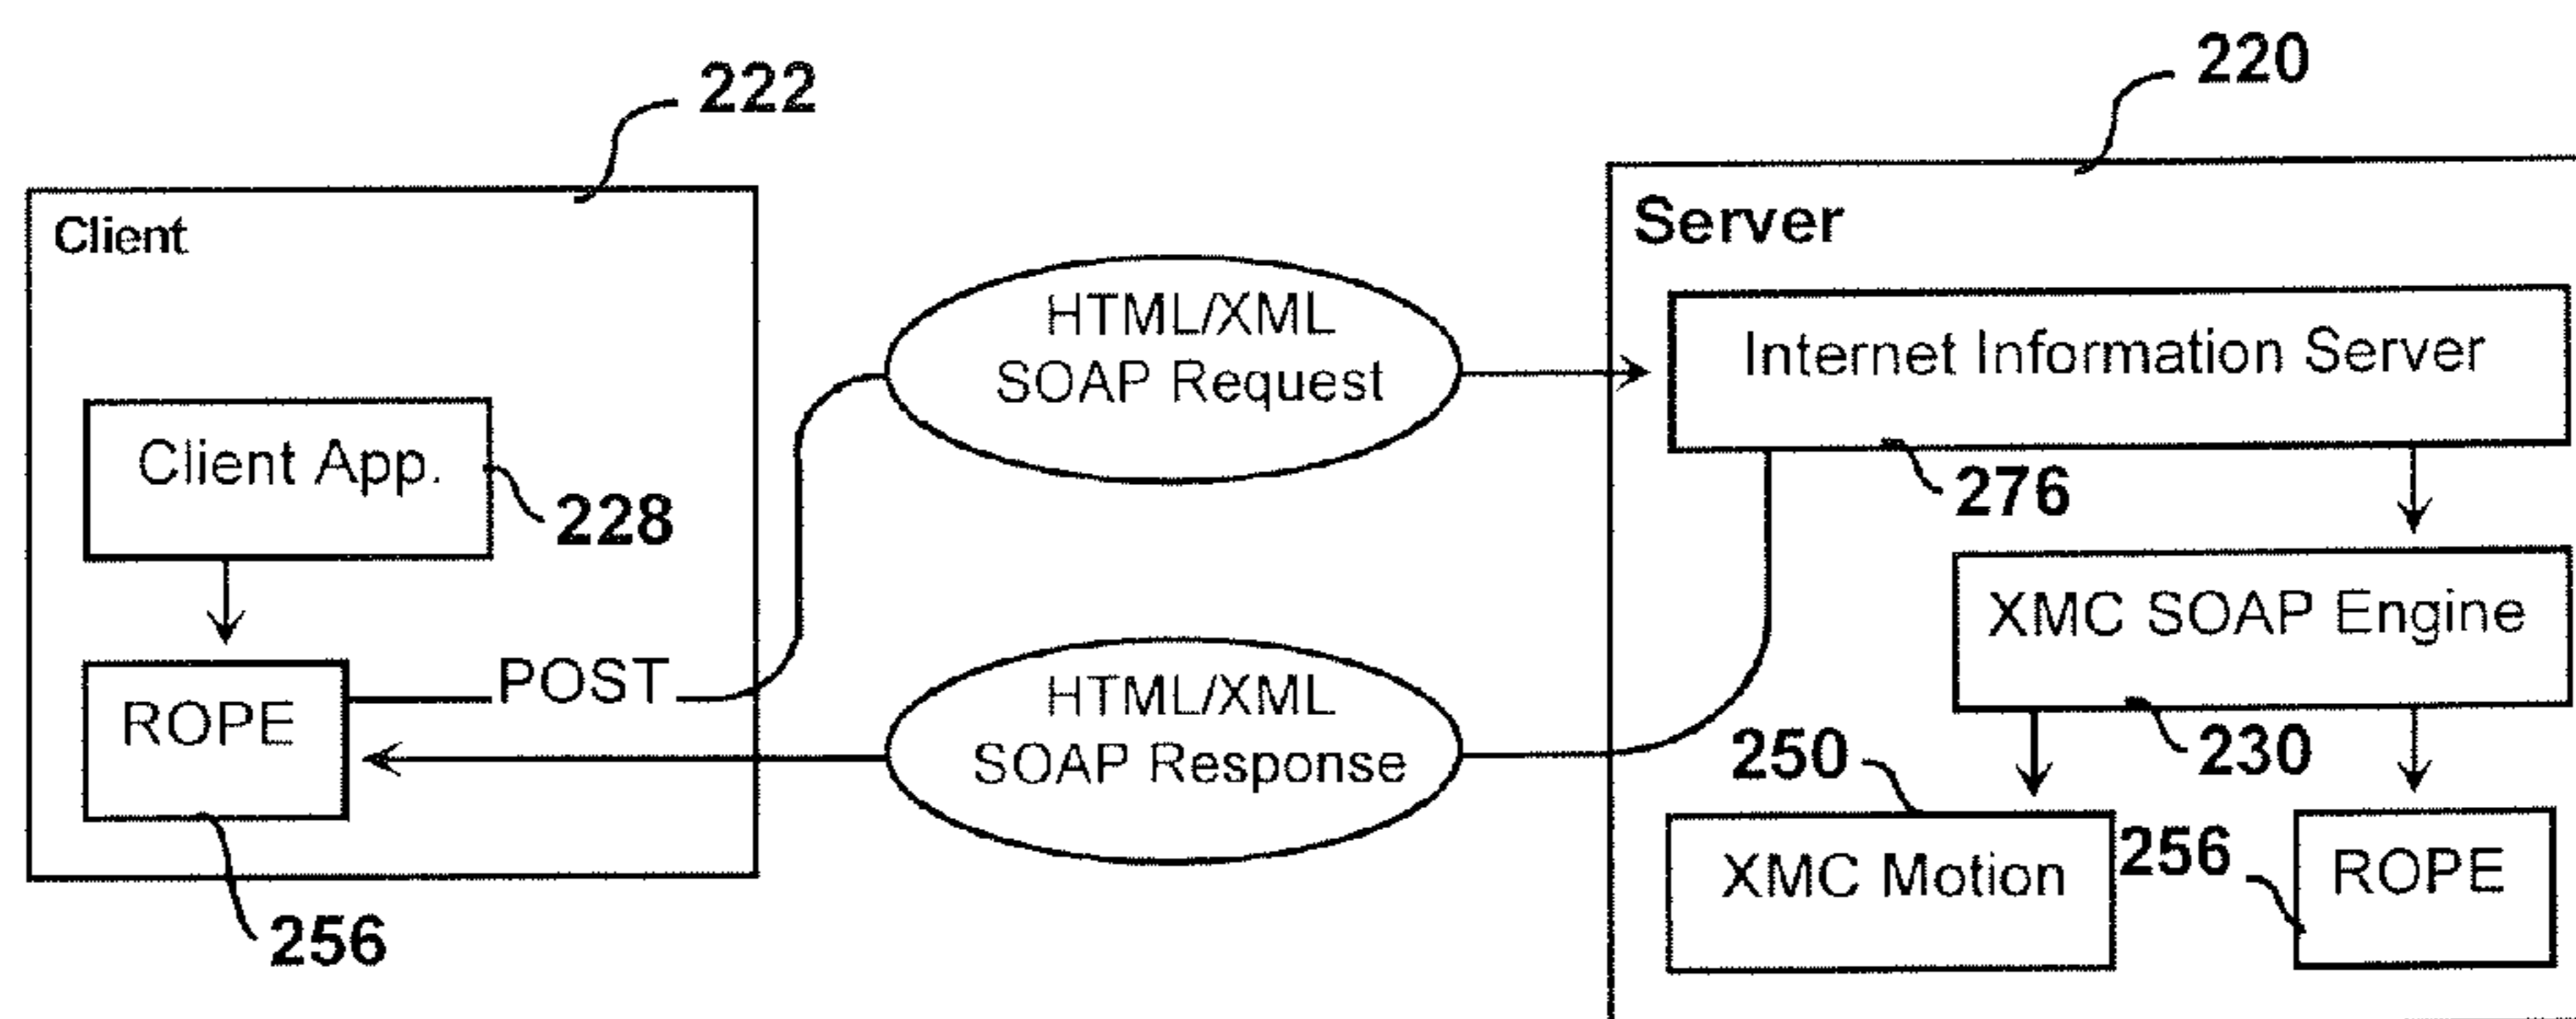 222
220
Client
Server
HTML/XML
SOAP Request
Internet Information Server
Client App.
228
276
XMC SOAP Engine
ROPE
POST
HTML/XML
SOAP Response
250
230
XMC Motion
256
ROPE
256